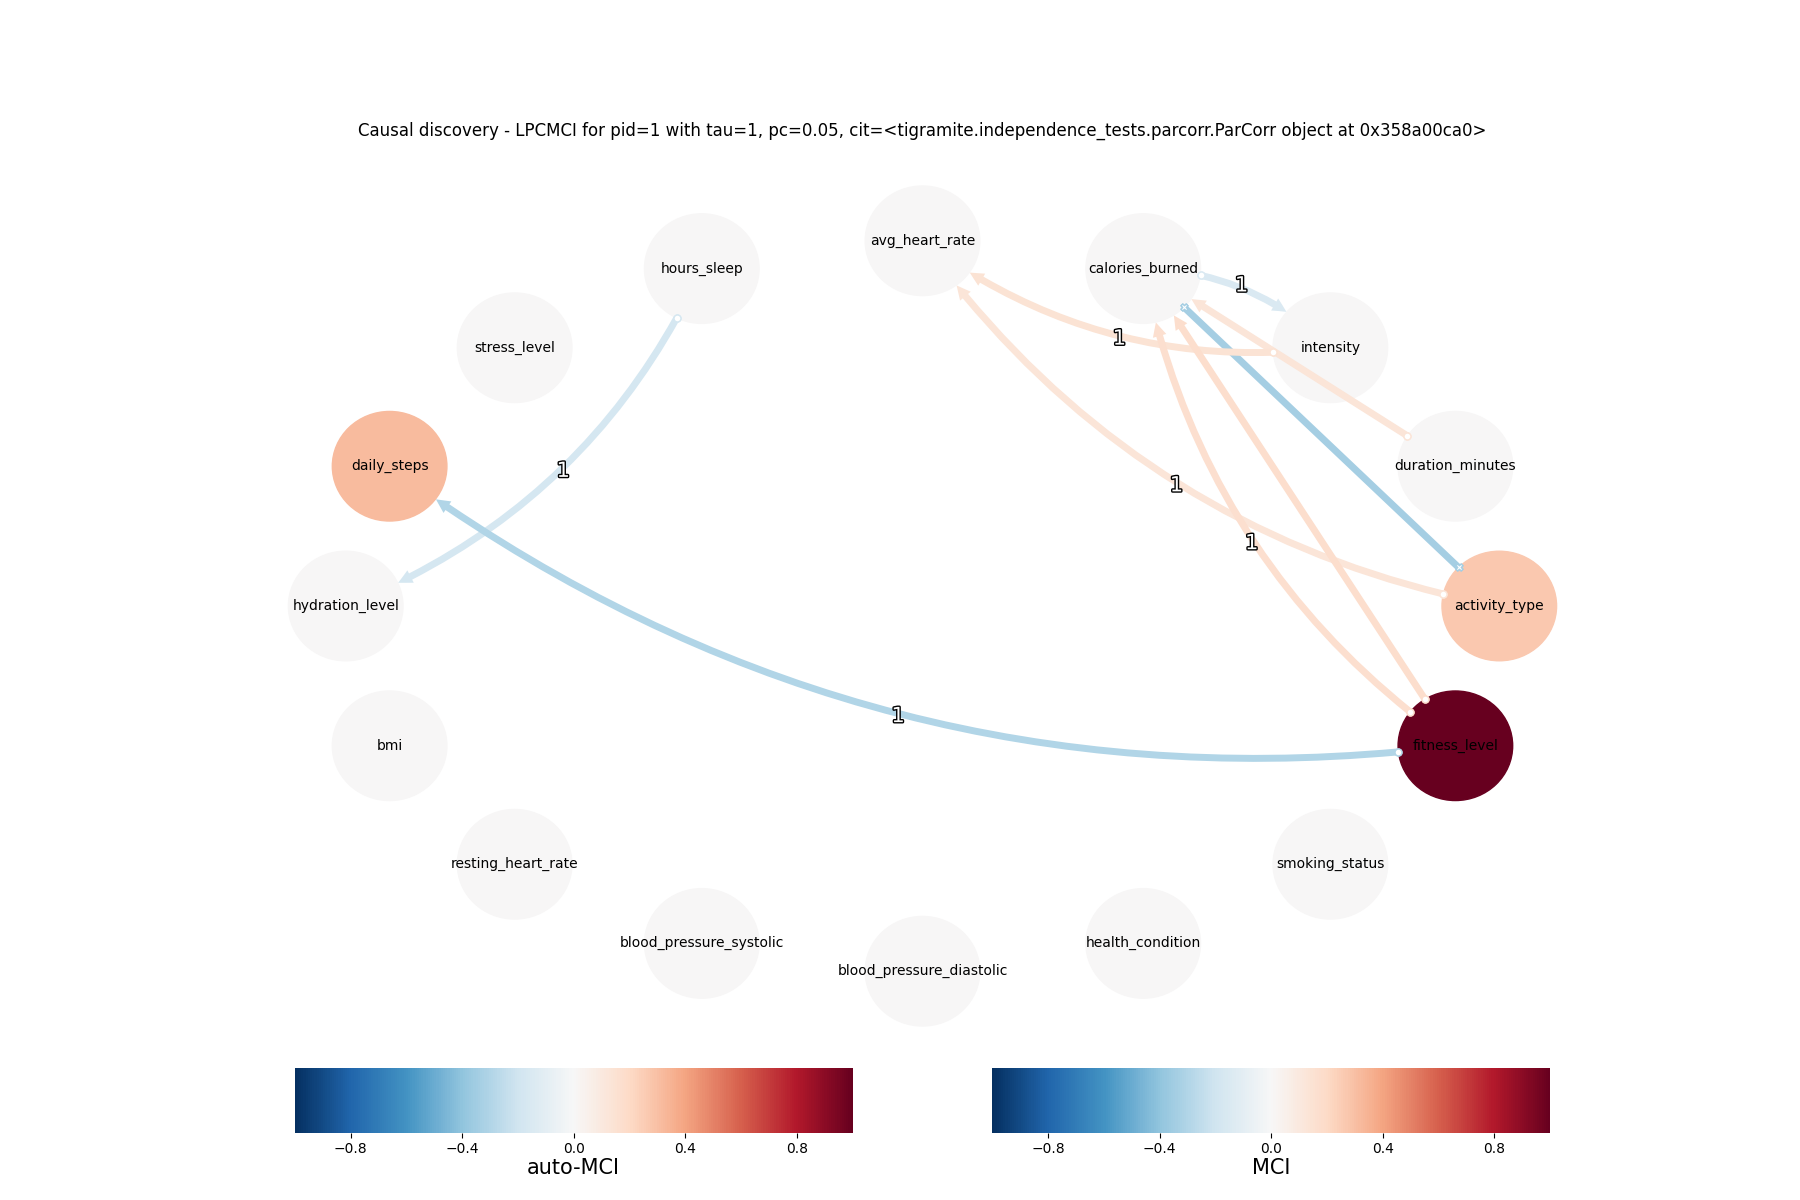 Causal discovery - LPCMCI for pid=1 with tau=1, pc=0.05, cit=<tigramite.independence_tests.parcorr.ParCorr object at 0x358a00ca0>
avg_heart_rate
hours_sleep
calories_burned
1
1
stress_level
intensity
daily_steps
1
1
duration_minutes
1
hydration_level
activity_type
1
bmi
fitness_level
resting_heart_rate
smoking_status
blood_pressure_systolic
health_condition
blood_pressure_diastolic
−0.8 −0.4 0.0 0.4 0.8
auto-MCI
−0.8 −0.4 0.0 0.4 0.8
MCI